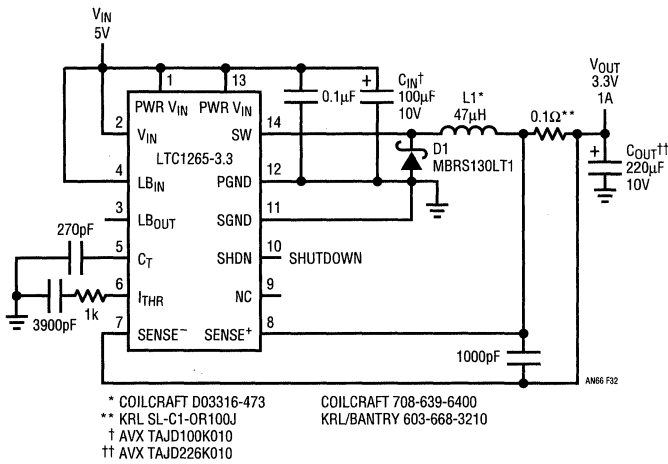 VIN
5V
1
13
PWR VIN
PWR VIN
0.1µF
+
CIN†
100µF
10V
L1*
47µH
0.1Ω**
VOUT
3.3V
1A
2
VIN
SW
14
LTC1265-3.3
D1
MBRS130LT1
+
COUT††
220µF
10V
4
LBIN
PGND
12
3
LBOUT
SGND
11
270pF
5
CT
SHDN
10
SHUTDOWN
6
ITHR
NC
9
3900pF
1k
7
SENSE−
SENSE+
8
1000pF
AN66 F32
* COILCRAFT D03316-473
COILCRAFT 708-639-6400
** KRL SL-C1-OR100J
KRL/BANTRY 603-668-3210
† AVX TAJD100K010
†† AVX TAJD226K010